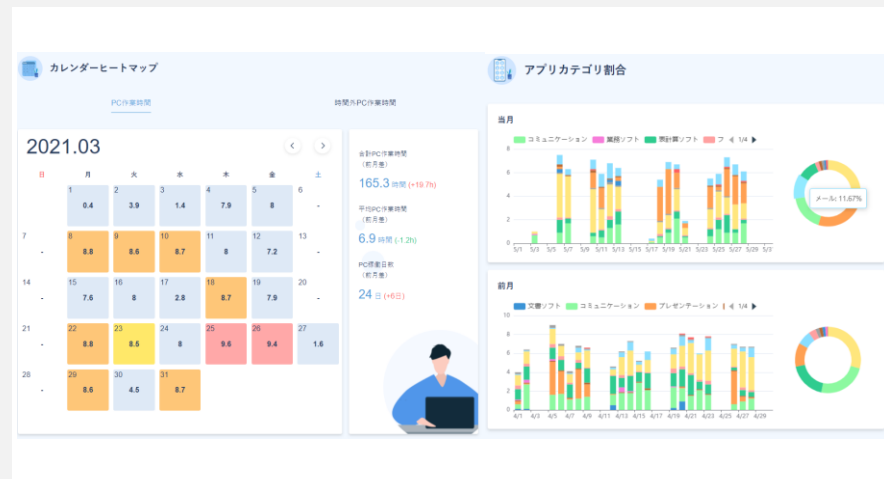 カレンダーヒートマップ
PC作業時間
時間外PC作業時間
2021.03
日 月 火 水 木 金 土
1 2 3 4 5 6
0.4 3.9 1.4 7.9 8 -
7 8 9 10 11 12 13
- 8.8 8.6 8.7 8 7.2 -
14 15 16 17 18 19 20
- 7.6 8 2.8 8.7 7.9 -
21 22 23 24 25 26 27
- 8.8 8.5 8 9.6 9.4 1.6
28 29 30 31
- 8.6 4.5 8.7
合計PC作業時間
(前月差)
165.3 時間 (+19.7h)
平均PC作業時間
(前月差)
6.9 時間 (-1.2h)
PC稼働日数
(前月差)
24 日 (+6日)
アプリカテゴリ割合
当月
コミュニケーション 業務ソフト 表計算ソフト フ 1/4
8
6
4
2
0
5/1 5/3 5/5 5/7 5/9 5/11 5/13 5/15 5/17 5/19 5/21 5/23 5/25 5/27 5/29 5/3
メール: 11.67%
前月
文書ソフト コミュニケーション プレゼンテーション 1/4
10
8
6
4
2
0
4/1 4/3 4/5 4/7 4/9 4/11 4/13 4/15 4/17 4/19 4/21 4/23 4/25 4/27 4/29